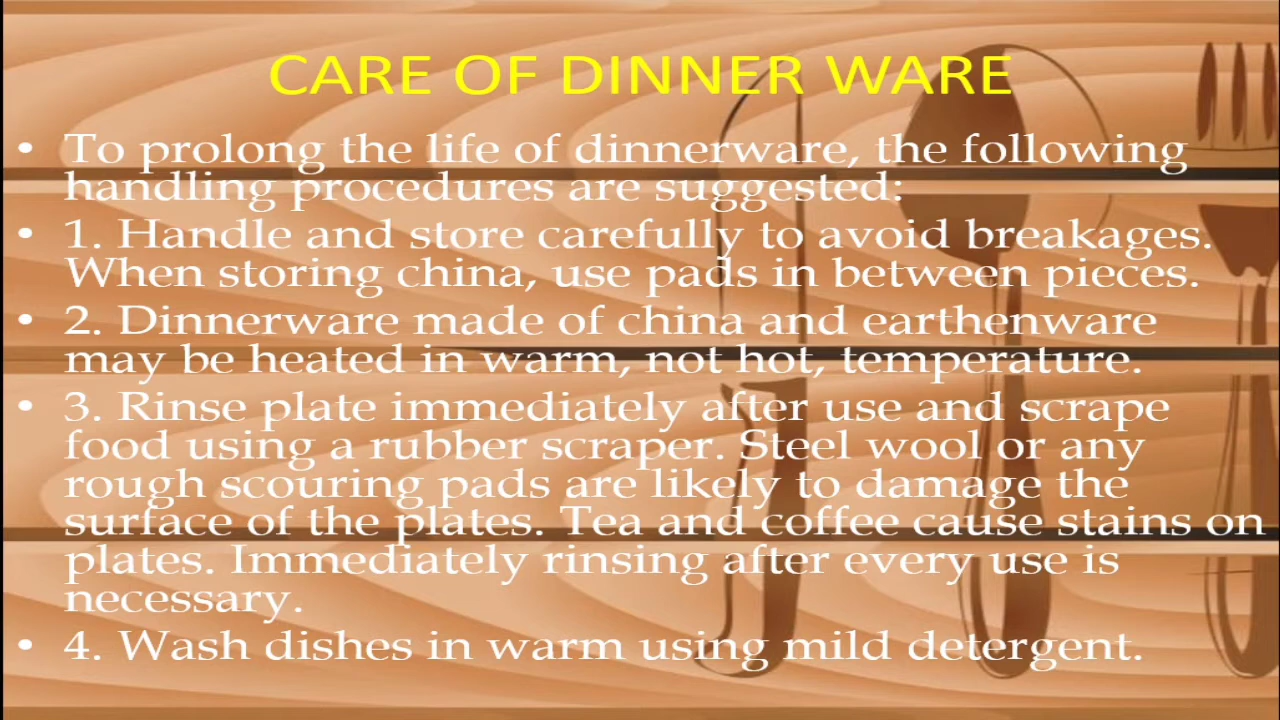 CARE OF DINNER WARE
• To prolong the life of dinnerware, the following
handling procedures are suggested:
• 1. Handle and store carefully to avoid breakages.
When storing china, use pads in between pieces.
• 2. Dinnerware made of china and earthenware
may be heated in warm, not hot, temperature.
• 3. Rinse plate immediately after use and scrape
food using a rubber scraper. Steel wool or any
rough scouring pads are likely to damage the
surface of the plates. Tea and coffee cause stains on
plates. Immediately rinsing after every use is
necessary.
• 4. Wash dishes in warm using mild detergent.